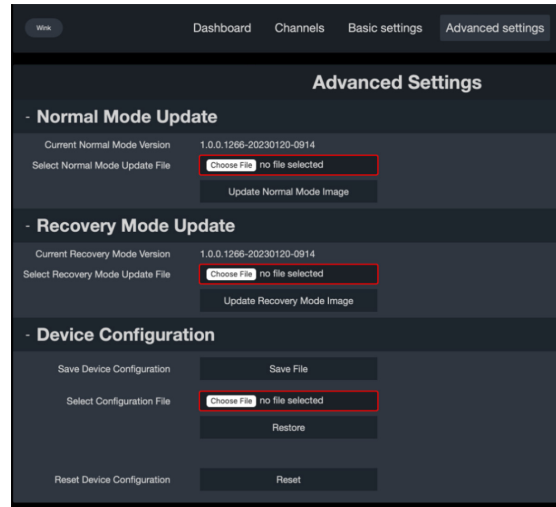 Wink Dashboard Channels Basic settings Advanced settings
Advanced Settings
- Normal Mode Update
Current Normal Mode Version 1.0.0.1266-20230120-0914
Select Normal Mode Update File Choose File no file selected
Update Normal Mode Image
- Recovery Mode Update
Current Recovery Mode Version 1.0.0.1266-20230120-0914
Select Recovery Mode Update File Choose File no file selected
Update Recovery Mode Image
- Device Configuration
Save Device Configuration Save File
Select Configuration File Choose File no file selected
Restore
Reset Device Configuration Reset